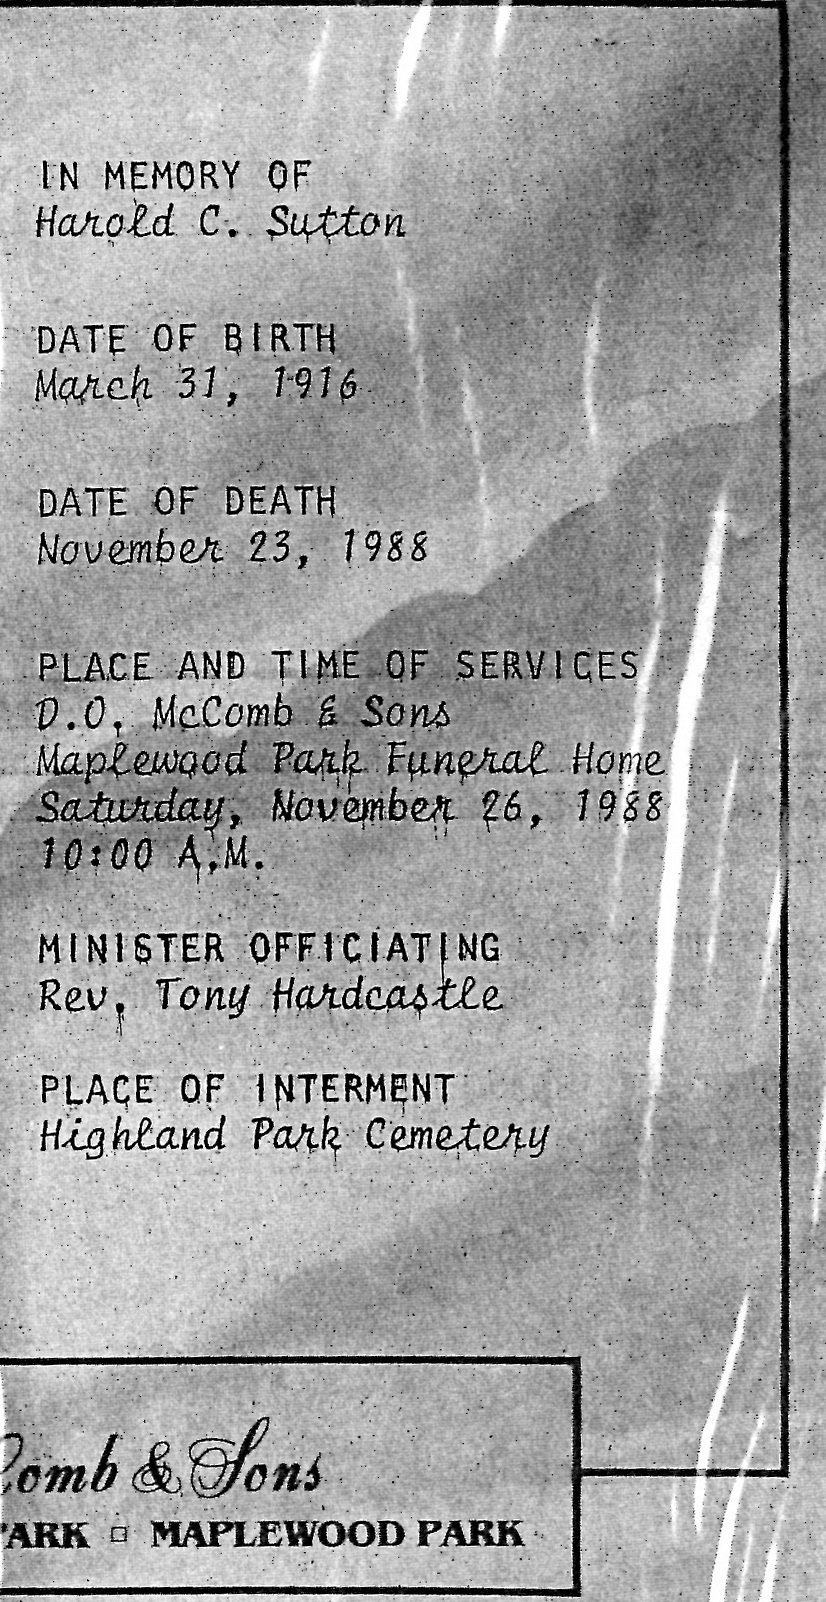 IN MEMORY OF
Harold C. Sutton
DATE OF BIRTH
March 31, 1916
DATE OF DEATH
November 23, 1988
PLACE AND TIME OF SERVICES
D.O. McComb & Sons
Maplewood Park Funeral Home
Saturday, November 26, 1988
10:00 A.M.
MINISTER OFFICIATING
Rev. Tony Hardcastle
PLACE OF INTERMENT
Highland Park Cemetery
Comb & Sons
ARK □ MAPLEWOOD PARK